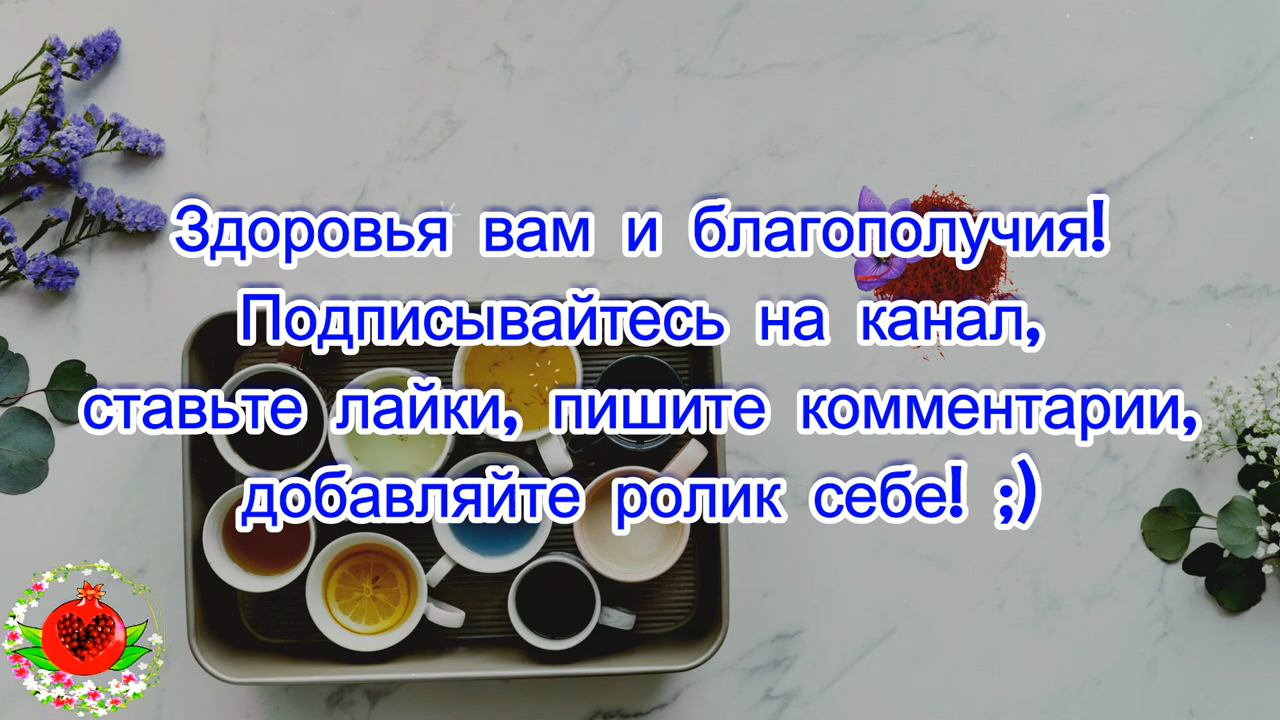 Здоровья вам и благополучия!
Подписывайтесь на канал,
ставьте лайки, пишите комментарии,
добавляйте ролик себе! ;)